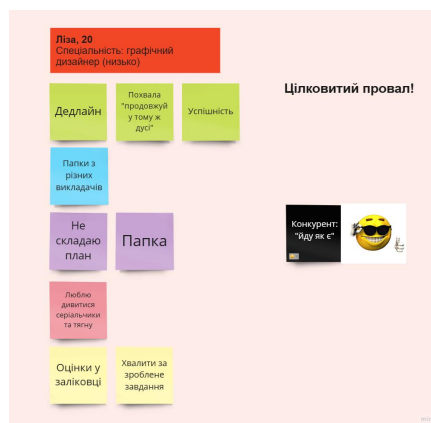 Ліза, 20
Спеціальність: графічний
дизайнер (низько)
Цілковитий провал!
Дедлайн
Похвала
"продовжуй
у тому ж
дусі"
Успішність
Папки з
різних
викладачів
Не
складаю
план
Папка
Конкурент:
"йду як є"
Люблю
дивитися
серіальчики
та тягну
Оцінки у
заліковці
Хвалити за
зроблене
завдання